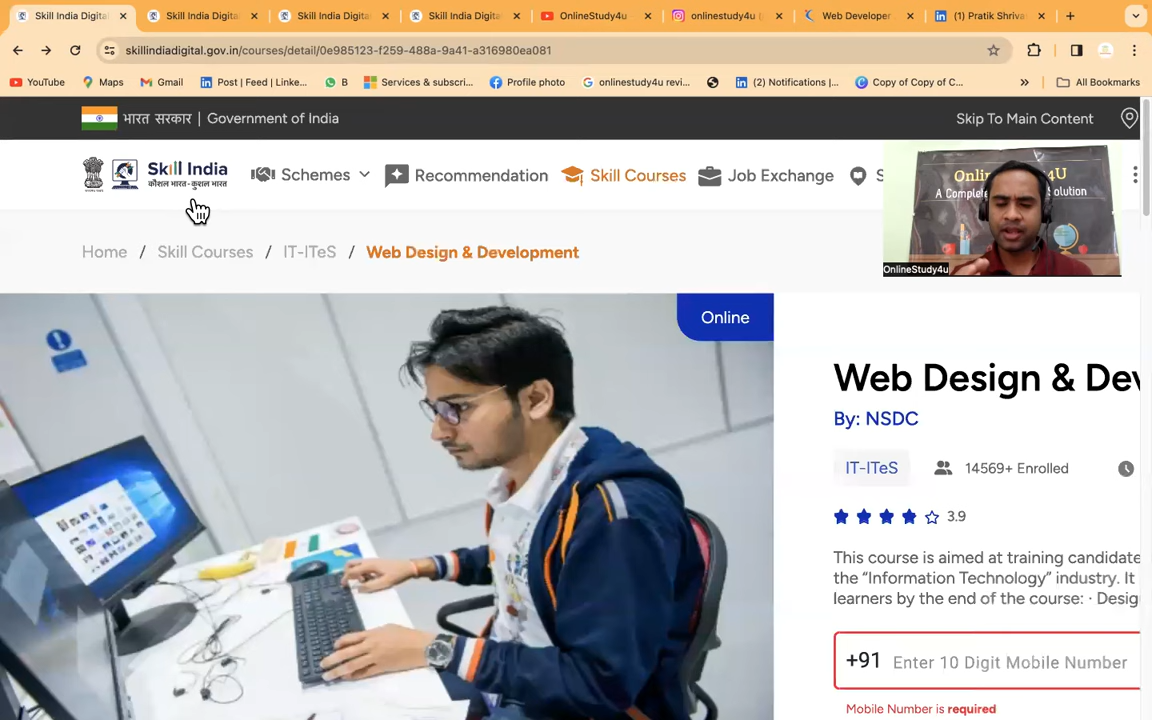 Skill India Digital
Skill India Digita
Skill India Digita
Skill India Digita
OnlineStudy4u -
onlinestudy4u
Web Developer
(1) Pratik Shriva
skillindiadigital.gov.in/courses/detail/0e985123-f259-488a-9a41-a316980ea081
YouTube
Maps
Gmail
Post | Feed | Linke...
B
Services & subscri...
Profile photo
onlinestudy4u revi...
(2) Notifications |...
Copy of Copy of C...
»
All Bookmarks
भारत सरकार | Government of India
Skip To Main Content
Skill India
कौशल भारत-कुशल भारत
Schemes
Recommendation
Skill Courses
Job Exchange
S
A Complete
olution
OnlineStudy4u
Home / Skill Courses / IT-ITeS / Web Design & Development
Online
Web Design & Dev
By: NSDC
IT-ITeS
14569+ Enrolled
3.9
This course is aimed at training candidate
the “Information Technology” industry. It
learners by the end of the course: · Desig
+91 Enter 10 Digit Mobile Number
Mobile Number is required